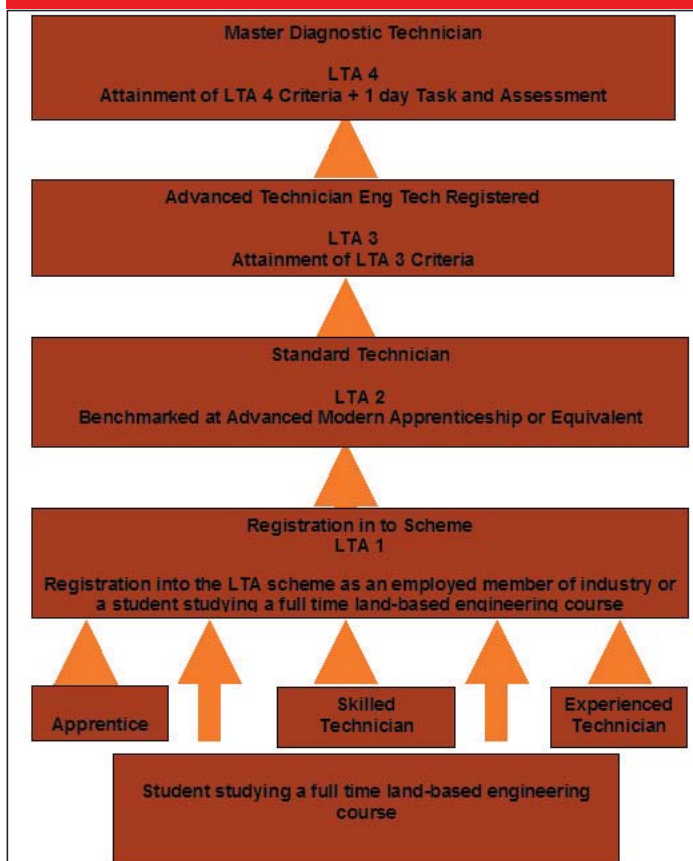 Master Diagnostic Technician
LTA 4
Attainment of LTA 4 Criteria + 1 day Task and Assessment
Advanced Technician Eng Tech Registered
LTA 3
Attainment of LTA 3 Criteria
Standard Technician
LTA 2
Benchmarked at Advanced Modern Apprenticeship or Equivalent
Registration in to Scheme
LTA 1
Registration into the LTA scheme as an employed member of industry or
a student studying a full time land-based engineering course
Apprentice
Skilled
Technician
Experienced
Technician
Student studying a full time land-based engineering
course